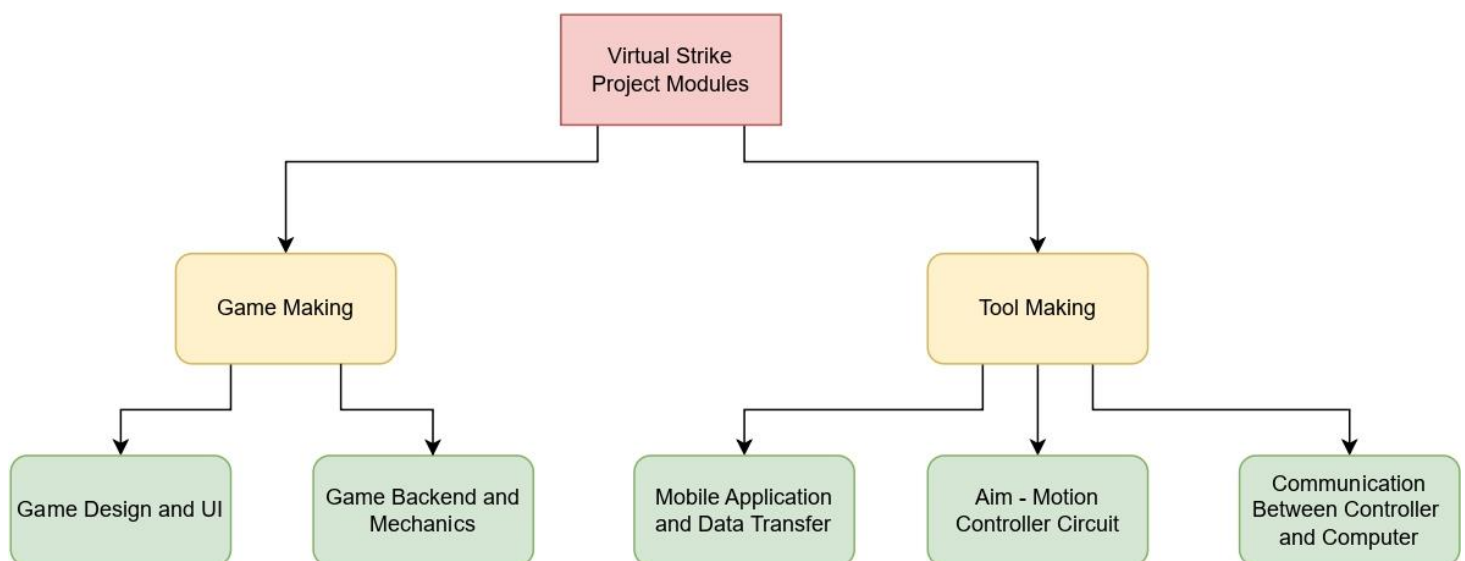 Virtual Strike
Project Modules
Game Making
Tool Making
Game Design and UI
Game Backend and
Mechanics
Mobile Application
and Data Transfer
Aim - Motion
Controller Circuit
Communication
Between Controller
and Computer